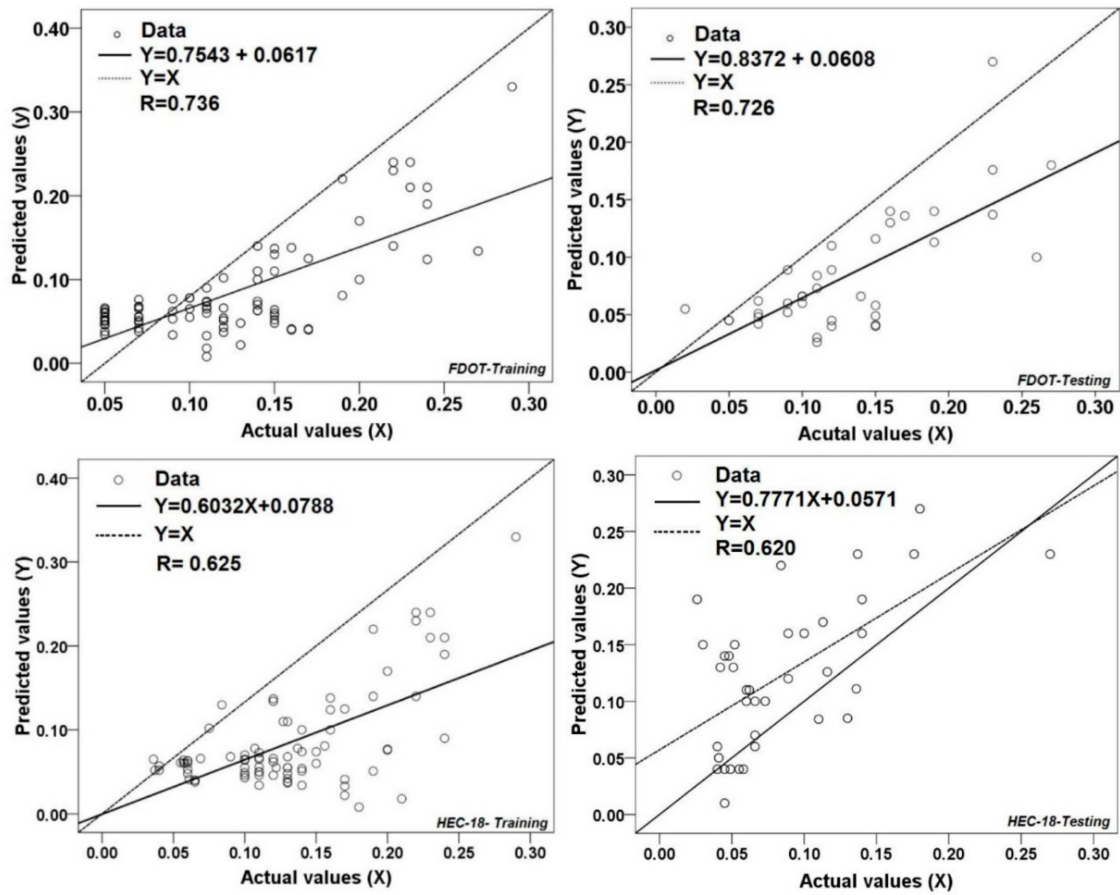 Data
Y=0.7543 + 0.0617
Y=X
R=0.736
Predicted values (y)
0.40
0.30
0.20
0.10
0.00
FDOT-Training
0.05 0.10 0.15 0.20 0.25 0.30
Actual values (X)
Data
Y=0.8372 + 0.0608
Y=X
R=0.726
Predicted values (Y)
0.30
0.25
0.20
0.15
0.10
0.05
0.00
FDOT-Testing
0.00 0.05 0.10 0.15 0.20 0.25 0.30
Acutal values (X)
Data
Y=0.6032X+0.0788
Y=X
R= 0.625
Predicted values (Y)
0.40
0.30
0.20
0.10
0.00
HEC-18- Training
0.00 0.05 0.10 0.15 0.20 0.25 0.30
Actual values (X)
Data
Y=0.7771X+0.0571
Y=X
R=0.620
Predicted values (Y)
0.30
0.25
0.20
0.15
0.10
0.05
0.00
HEC-18-Testing
0.00 0.05 0.10 0.15 0.20 0.25 0.30
Actual values (X)